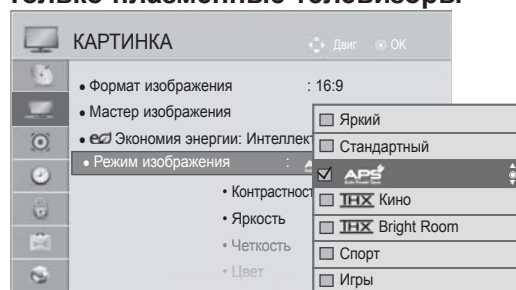 только плазменные телевизоры
КАРТИНКА
Двиг OK
• Формат изображения : 16:9
• Мастер изображения
• eco Экономия энергии: Интеллект
• Режим изображения :
• Контрастност
• Яркость
• Четкость
• Цвет
Яркий
Стандартный
APS
Auto Power Save
THX Кино
THX Bright Room
Спорт
Игры